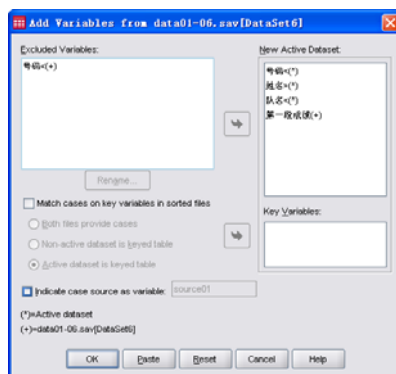 Add Variables from data01-06.sav[DataSet6]
Excluded Variables:
号码<(+)
New Active Dataset:
号码<(*)
姓名>(*)
队名<(*)
第一段成绩(+)
Rename...
Match cases on key variables in sorted files
Both files provide cases
Non-active dataset is keyed table
Active dataset is keyed table
Key Variables:
Indicate case source as variable:
source01
(*)=Active dataset
(+)=data01-06.sav[DataSet6]
OK
Paste
Reset
Cancel
Help